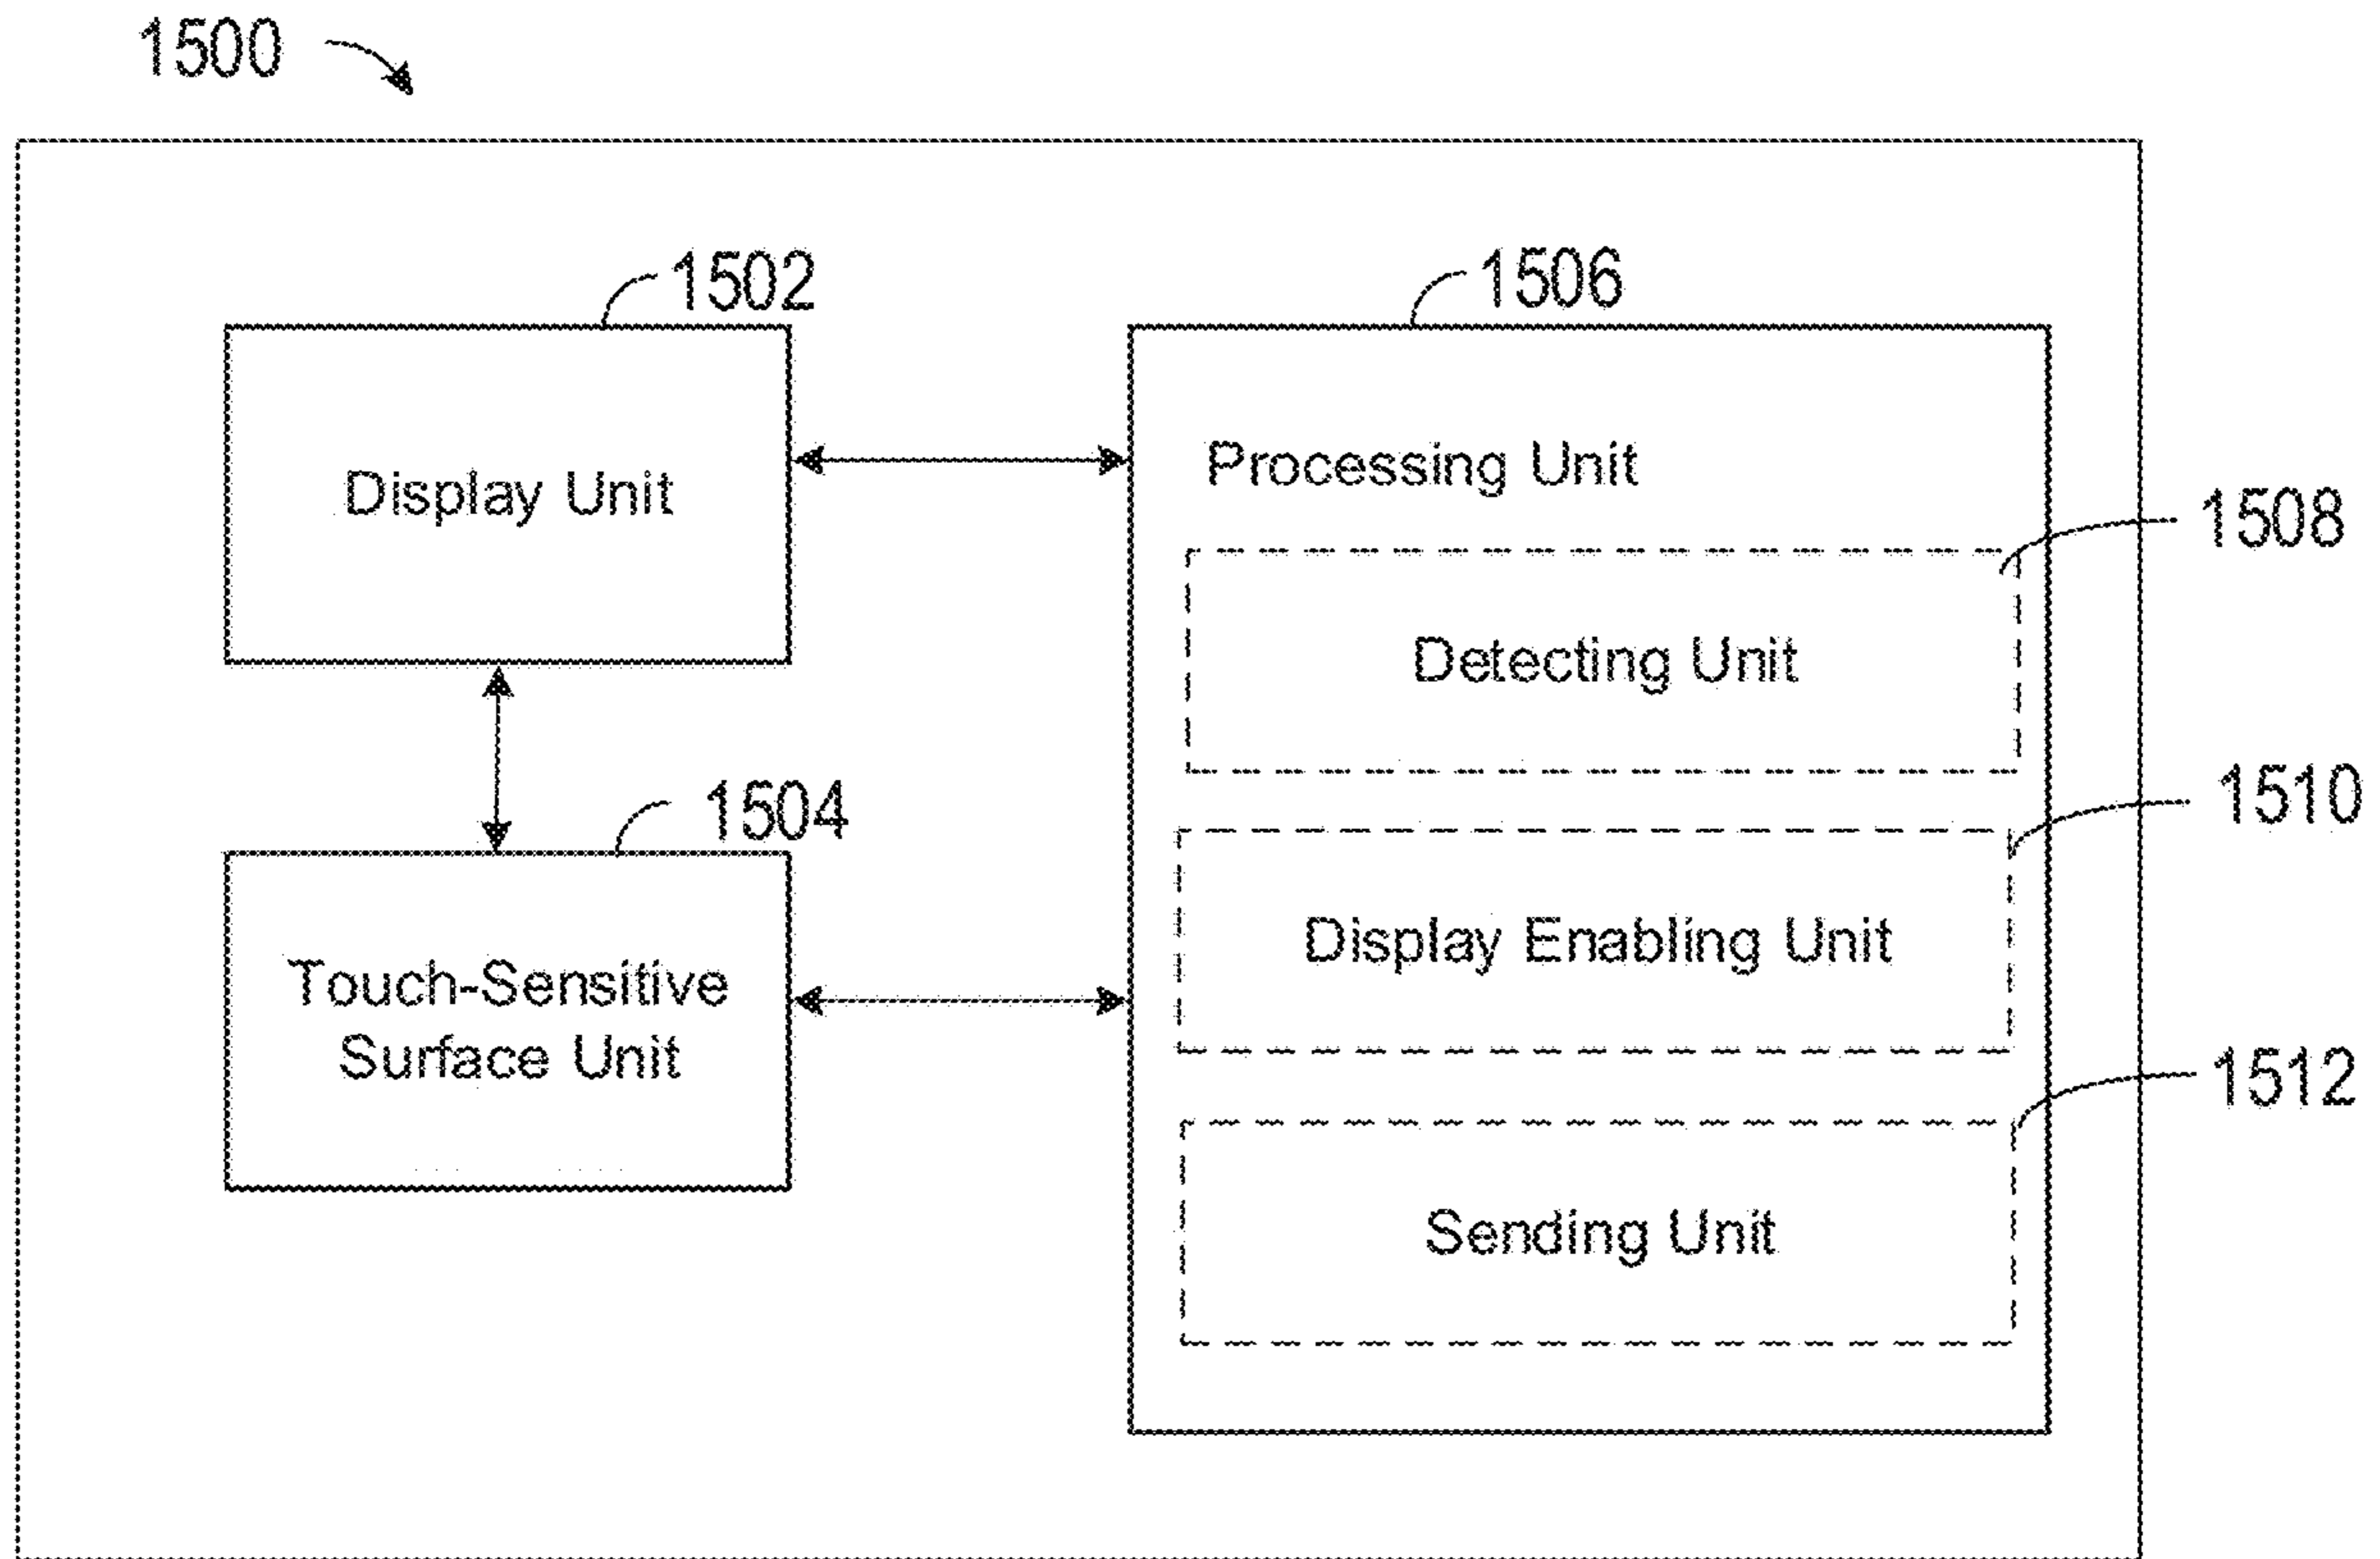 1500
1502
1506
Display Unit
Processing Unit
1508
Detecting Unit
1504
1510
Touch-Sensitive
Surface Unit
Display Enabling Unit
1512
Sending Unit